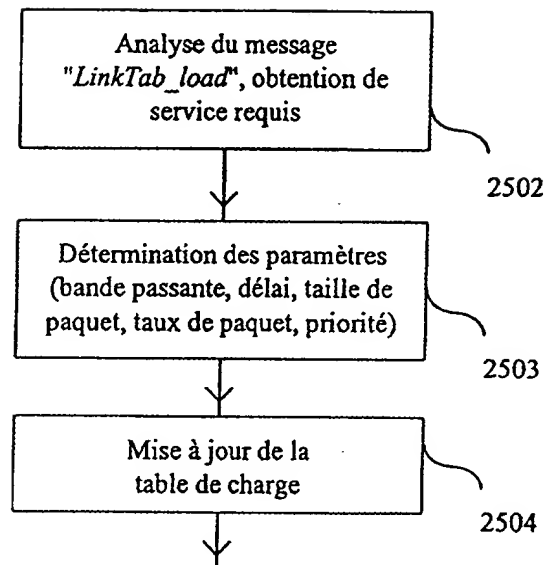 Analyse du message
"LinkTab_load", obtention de
service requis
2502
Détermination des paramètres
(bande passante, délai, taille de
paquet, taux de paquet, priorité)
2503
Mise à jour de la
table de charge
2504